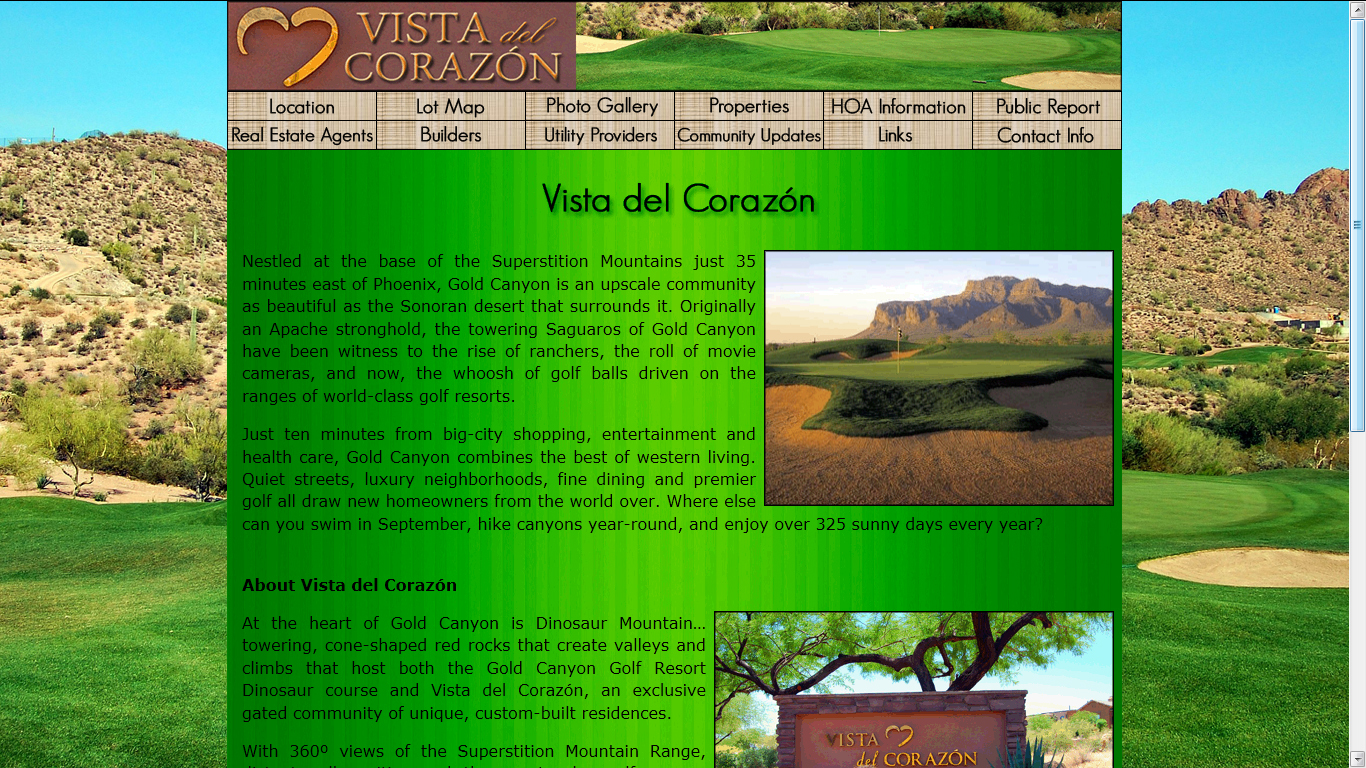 VISTA del
CORAZÓN
Location
Lot Map
Photo Gallery
Properties
HOA Information
Public Report
Real Estate Agents
Builders
Utility Providers
Community Updates
Links
Contact Info
Vista del Corazón
Nestled at the base of the Superstition Mountains just 35
minutes east of Phoenix, Gold Canyon is an upscale community
as beautiful as the Sonoran desert that surrounds it. Originally
an Apache stronghold, the towering Saguaros of Gold Canyon
have been witness to the rise of ranchers, the roll of movie
cameras, and now, the whoosh of golf balls driven on the
ranges of world-class golf resorts.
Just ten minutes from big-city shopping, entertainment and
health care, Gold Canyon combines the best of western living.
Quiet streets, luxury neighborhoods, fine dining and premier
golf all draw new homeowners from the world over. Where else
can you swim in September, hike canyons year-round, and enjoy over 325 sunny days every year?
About Vista del Corazón
At the heart of Gold Canyon is Dinosaur Mountain…
towering, cone-shaped red rocks that create valleys and
climbs that host both the Gold Canyon Golf Resort
Dinosaur course and Vista del Corazón, an exclusive
gated community of unique, custom-built residences.
With 360º views of the Superstition Mountain Range,
VISTA
del CORAZÓN